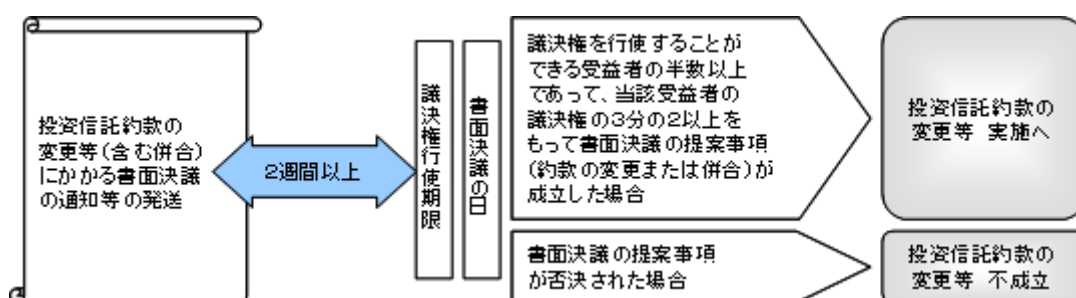 投資信託約款の
変更等(含む併合)
にかかる書面決議
の通知等の発送
2週間以上
議決権行使期限
書面決議の日
議決権を行使することが
できる受益者の半数以上
であって、当該受益者の
議決権の3分の2以上を
もって書面決議の提案事項
(約款の変更または併合)が
成立した場合
投資信託約款の
変更等 実施へ
書面決議の提案事項
が否決された場合
投資信託約款の
変更等 不成立